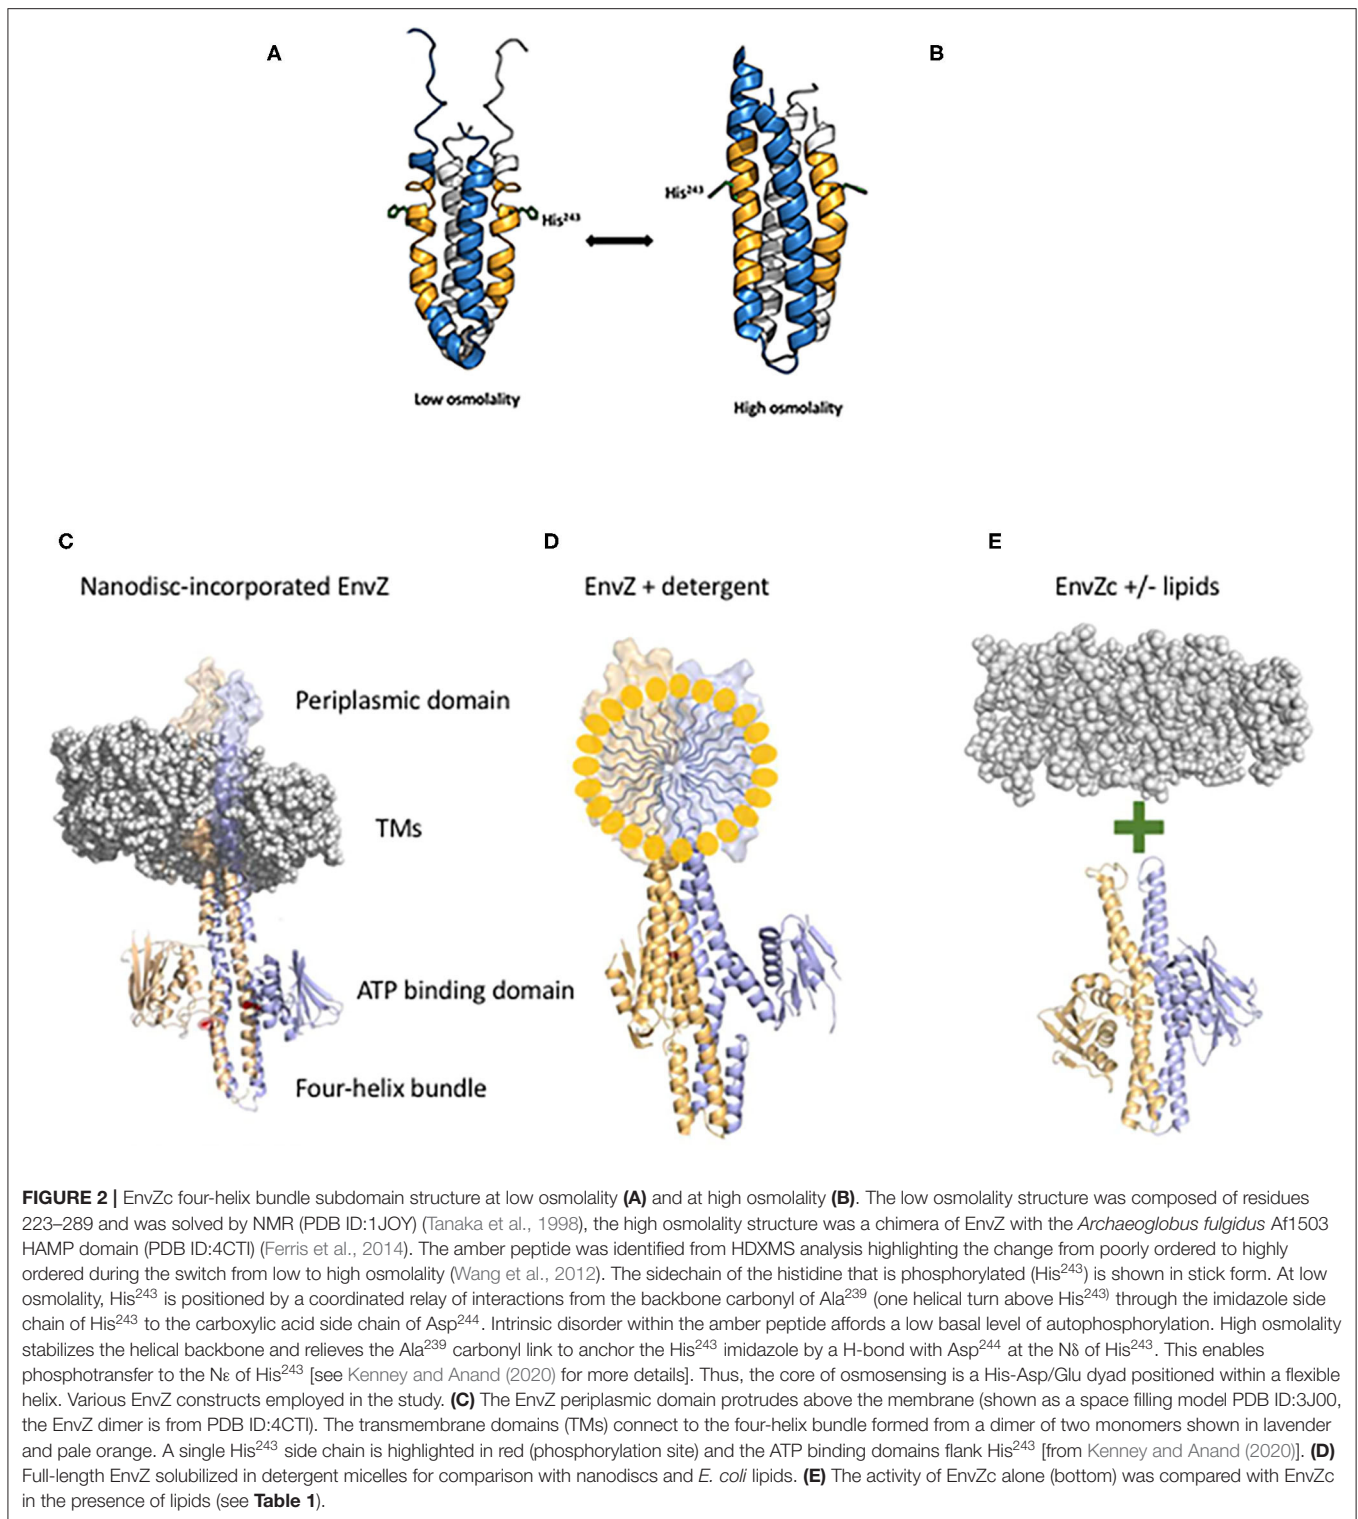 A
B
His²⁴³
His²⁴³
Low osmolality
High osmolality
C
D
E
Nanodisc-incorporated EnvZ
EnvZ + detergent
EnvZc +/- lipids
Periplasmic domain
TMs
ATP binding domain
Four-helix bundle
FIGURE 2 | EnvZc four-helix bundle subdomain structure at low osmolality (A) and at high osmolality (B). The low osmolality structure was composed of residues
223–289 and was solved by NMR (PDB ID:1JOY) (Tanaka et al., 1998), the high osmolality structure was a chimera of EnvZ with the Archaeoglobus fulgidus Af1503
HAMP domain (PDB ID:4CTI) (Ferris et al., 2014). The amber peptide was identified from HDXMS analysis highlighting the change from poorly ordered to highly
ordered during the switch from low to high osmolality (Wang et al., 2012). The sidechain of the histidine that is phosphorylated (His²⁴³) is shown in stick form. At low
osmolality, His²⁴³ is positioned by a coordinated relay of interactions from the backbone carbonyl of Ala²³⁹ (one helical turn above His²⁴³⁾ through the imidazole side
chain of His²⁴³ to the carboxylic acid side chain of Asp²⁴⁴. Intrinsic disorder within the amber peptide affords a low basal level of autophosphorylation. High osmolality
stabilizes the helical backbone and relieves the Ala²³⁹ carbonyl link to anchor the His²⁴³ imidazole by a H-bond with Asp²⁴⁴ at the Nδ of His²⁴³. This enables
phosphotransfer to the Nε of His²⁴³ [see Kenney and Anand (2020) for more details]. Thus, the core of osmosensing is a His-Asp/Glu dyad positioned within a flexible
helix. Various EnvZ constructs employed in the study. (C) The EnvZ periplasmic domain protrudes above the membrane (shown as a space filling model PDB ID:3J00,
the EnvZ dimer is from PDB ID:4CTI). The transmembrane domains (TMs) connect to the four-helix bundle formed from a dimer of two monomers shown in lavender
and pale orange. A single His²⁴³ side chain is highlighted in red (phosphorylation site) and the ATP binding domains flank His²⁴³ [from Kenney and Anand (2020)]. (D)
Full-length EnvZ solubilized in detergent micelles for comparison with nanodiscs and E. coli lipids. (E) The activity of EnvZc alone (bottom) was compared with EnvZc
in the presence of lipids (see Table 1).